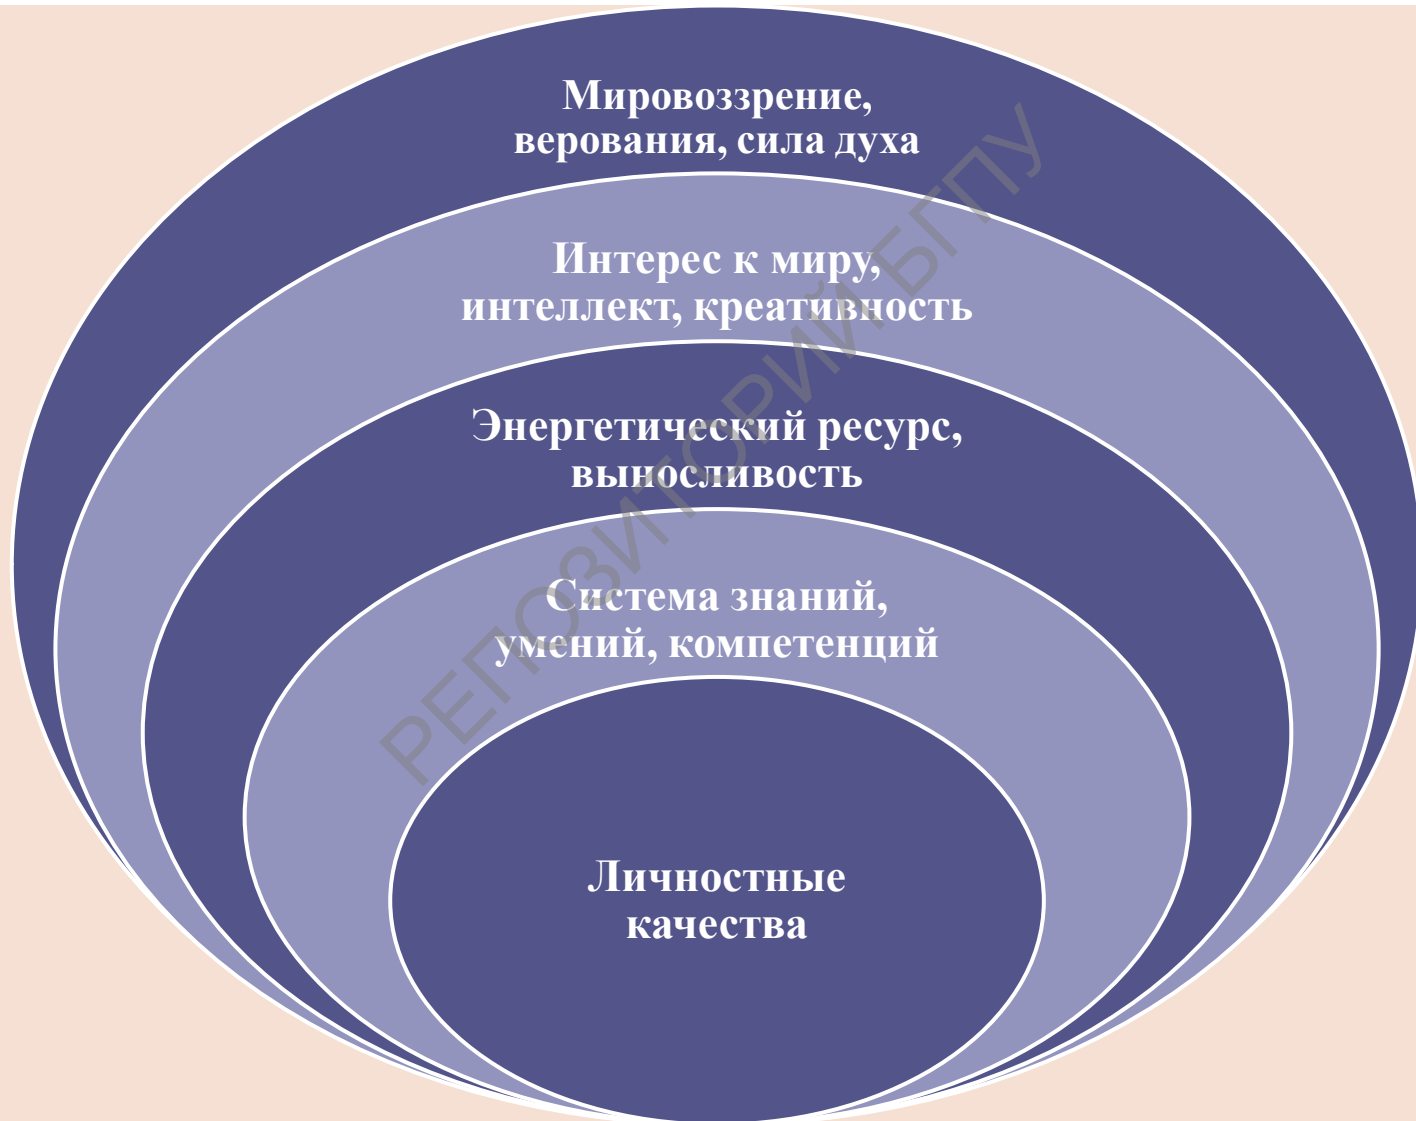 Мировоззрение,
верования, сила духа
Интерес к миру,
интеллект, креативность
Энергетический ресурс,
выносливость
Система знаний,
умений, компетенций
Личностные
качества
РЕПОЗИТОРИЙ БГПУ